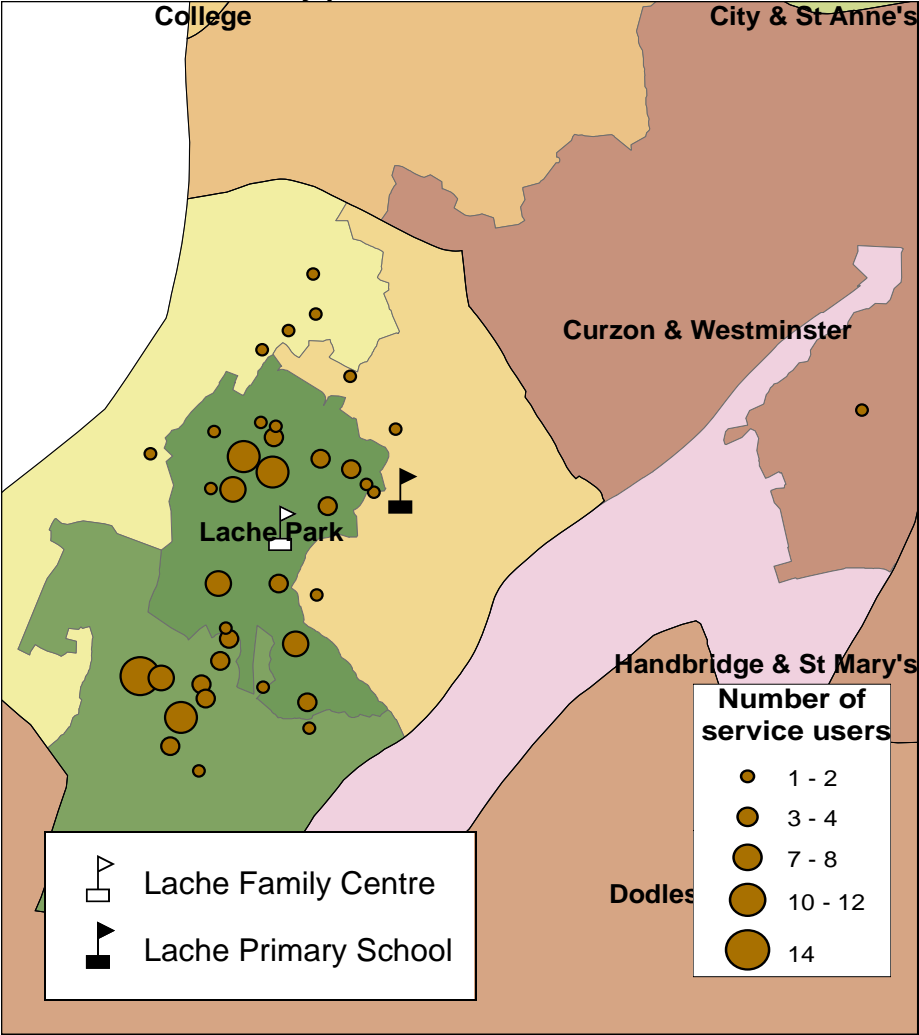 College
City & St Anne's
Curzon & Westminster
Lache Park
Handbridge & St Mary's
Number of
service users
1 - 2
3 - 4
7 - 8
10 - 12
14
Dodles
Lache Family Centre
Lache Primary School